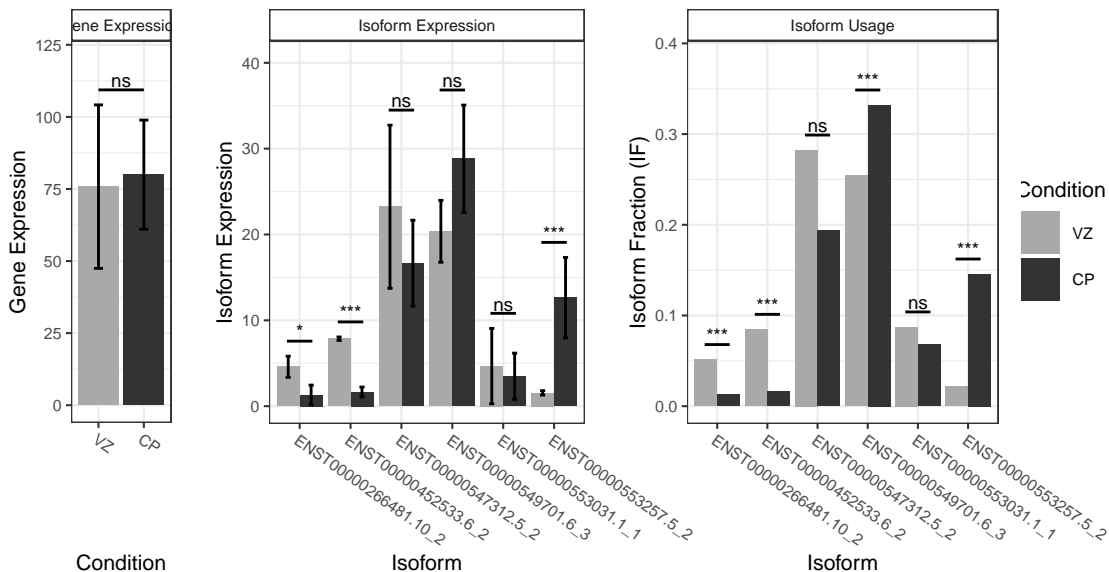 ene Expressio
Isoform Expression
Isoform Usage
Gene Expression
125
100
75
50
25
0
ns
VZ
CP
Condition
Isoform Expression
40
30
20
10
0
*
***
ns
ns
ns
***
ENST00000266481.10_2
ENST00000452533.6_2
ENST00000547312.5_2
ENST00000549701.6_3
ENST00000553031.1_1
ENST00000553257.5_2
Isoform
Isoform Fraction (IF)
0.4
0.3
0.2
0.1
0.0
***
***
ns
***
ns
***
ENST00000266481.10_2
ENST00000452533.6_2
ENST00000547312.5_2
ENST00000549701.6_3
ENST00000553031.1_1
ENST00000553257.5_2
Isoform
Condition
VZ
CP